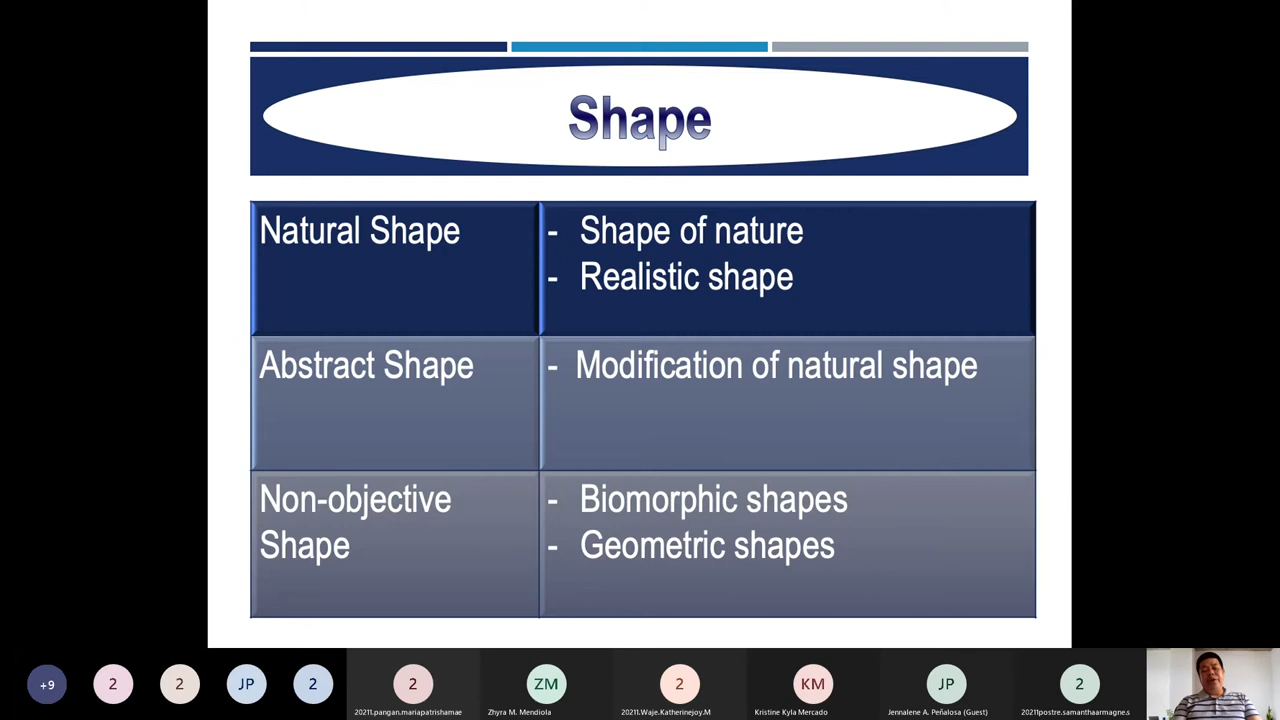 Shape
Natural Shape
- Shape of nature
- Realistic shape
Abstract Shape
- Modification of natural shape
Non-objective
Shape
- Biomorphic shapes
- Geometric shapes
+9
2
2
JP
2
2
ZM
2
KM
JP
2
20211.pangan.mariapatrishamae
Zhyra M. Mendiola
20211.Waje.Katherinejoy.M
Kristine Kyla Mercado
Jennalene A. Peñalosa (Guest)
20211postre.samanthaarmagne.s